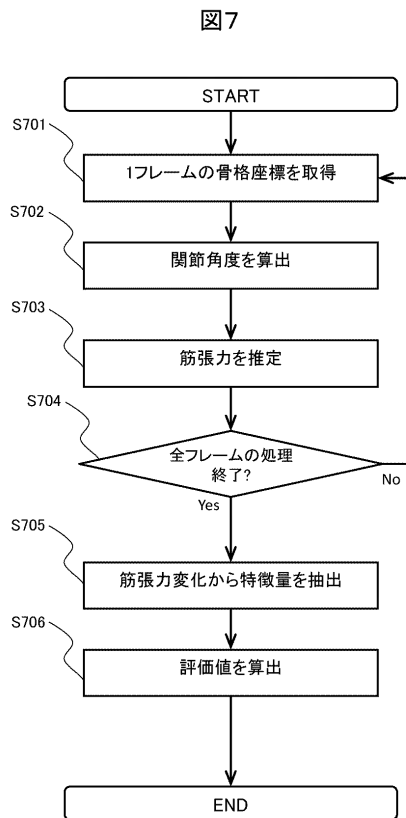 図7
START
S701
1フレームの骨格座標を取得
S702
関節角度を算出
S703
筋張力を推定
S704
全フレームの処理
終了?
No
Yes
S705
筋張力変化から特徴量を抽出
S706
評価値を算出
END